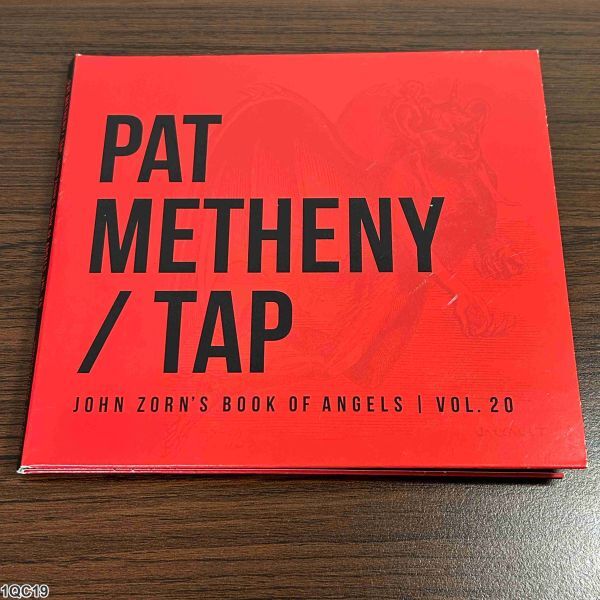 PAT
METHENY
/ TAP
JOHN ZORN'S BOOK OF ANGELS | VOL. 20
1QC19